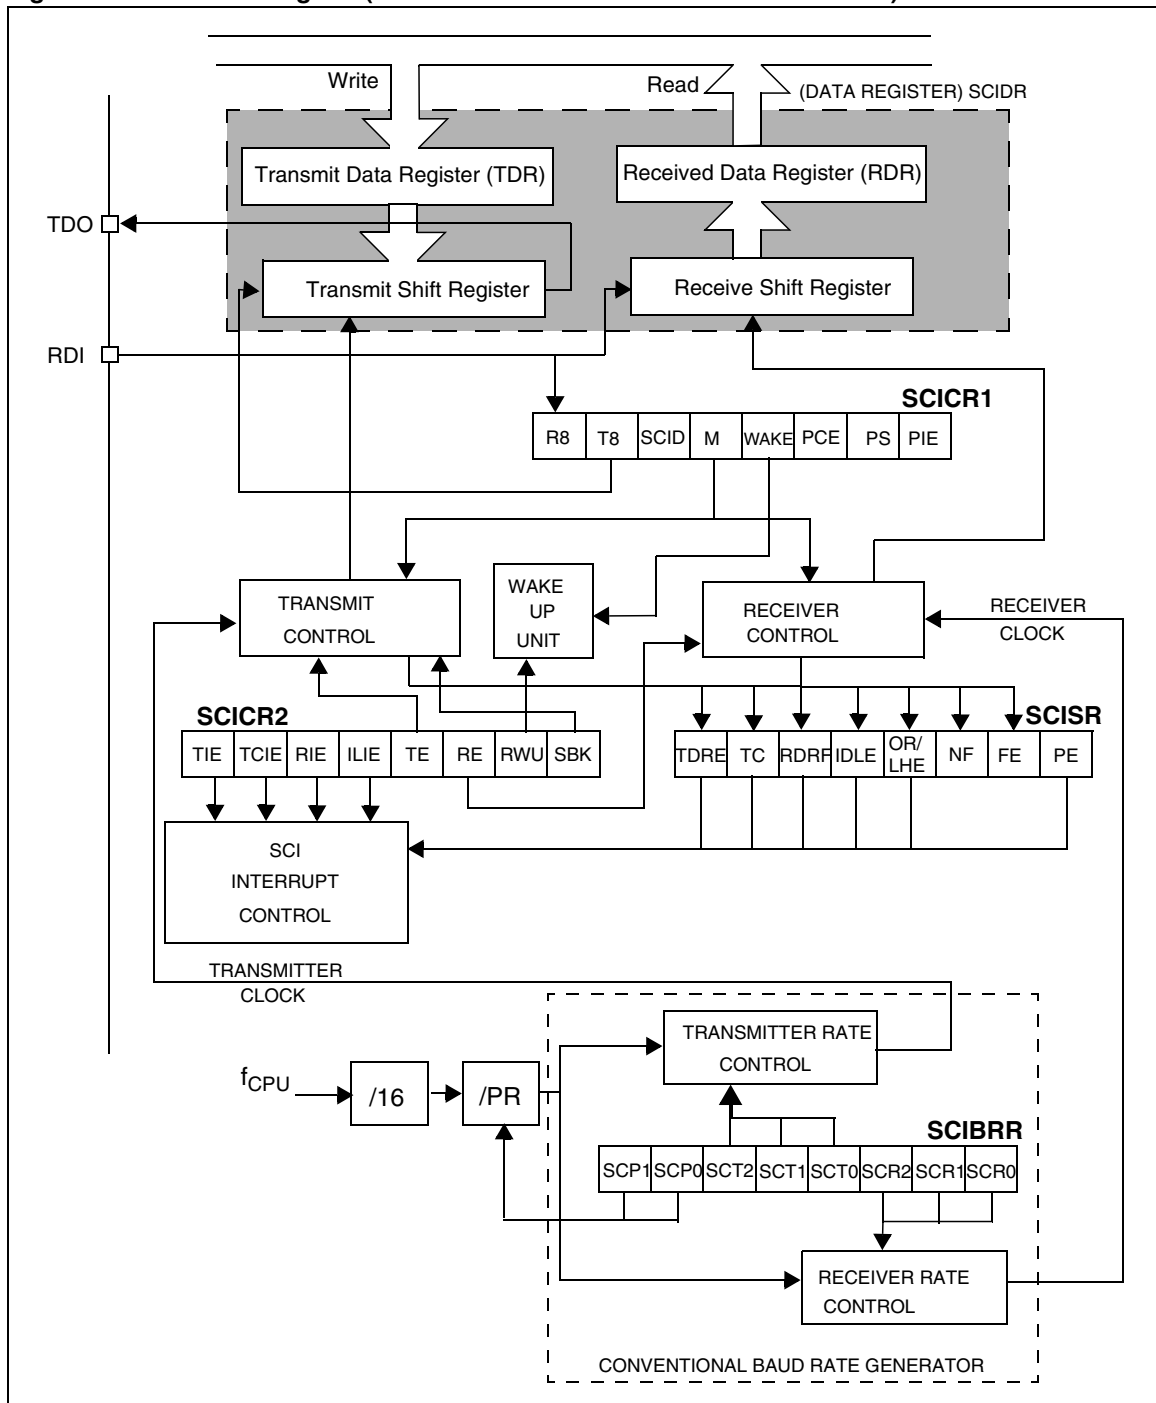 Write
Read
(DATA REGISTER) SCIDR
Transmit Data Register (TDR)
Received Data Register (RDR)
TDO
Transmit Shift Register
Receive Shift Register
RDI
SCICR1
R8 T8 SCID M WAKE PCE PS PIE
TRANSMIT
CONTROL
WAKE
UP
UNIT
RECEIVER
CONTROL
RECEIVER
CLOCK
SCICR2
TIE TCIE RIE ILIE TE RE RWU SBK
SCISR
TDRE TC RDRF IDLE OR/ NF FE PE
LHE
SCI
INTERRUPT
CONTROL
TRANSMITTER
CLOCK
TRANSMITTER RATE
CONTROL
fCPU
/16
/PR
SCIBRR
SCP1 SCP0 SCT2 SCT1 SCT0 SCR2 SCR1 SCR0
RECEIVER RATE
CONTROL
CONVENTIONAL BAUD RATE GENERATOR